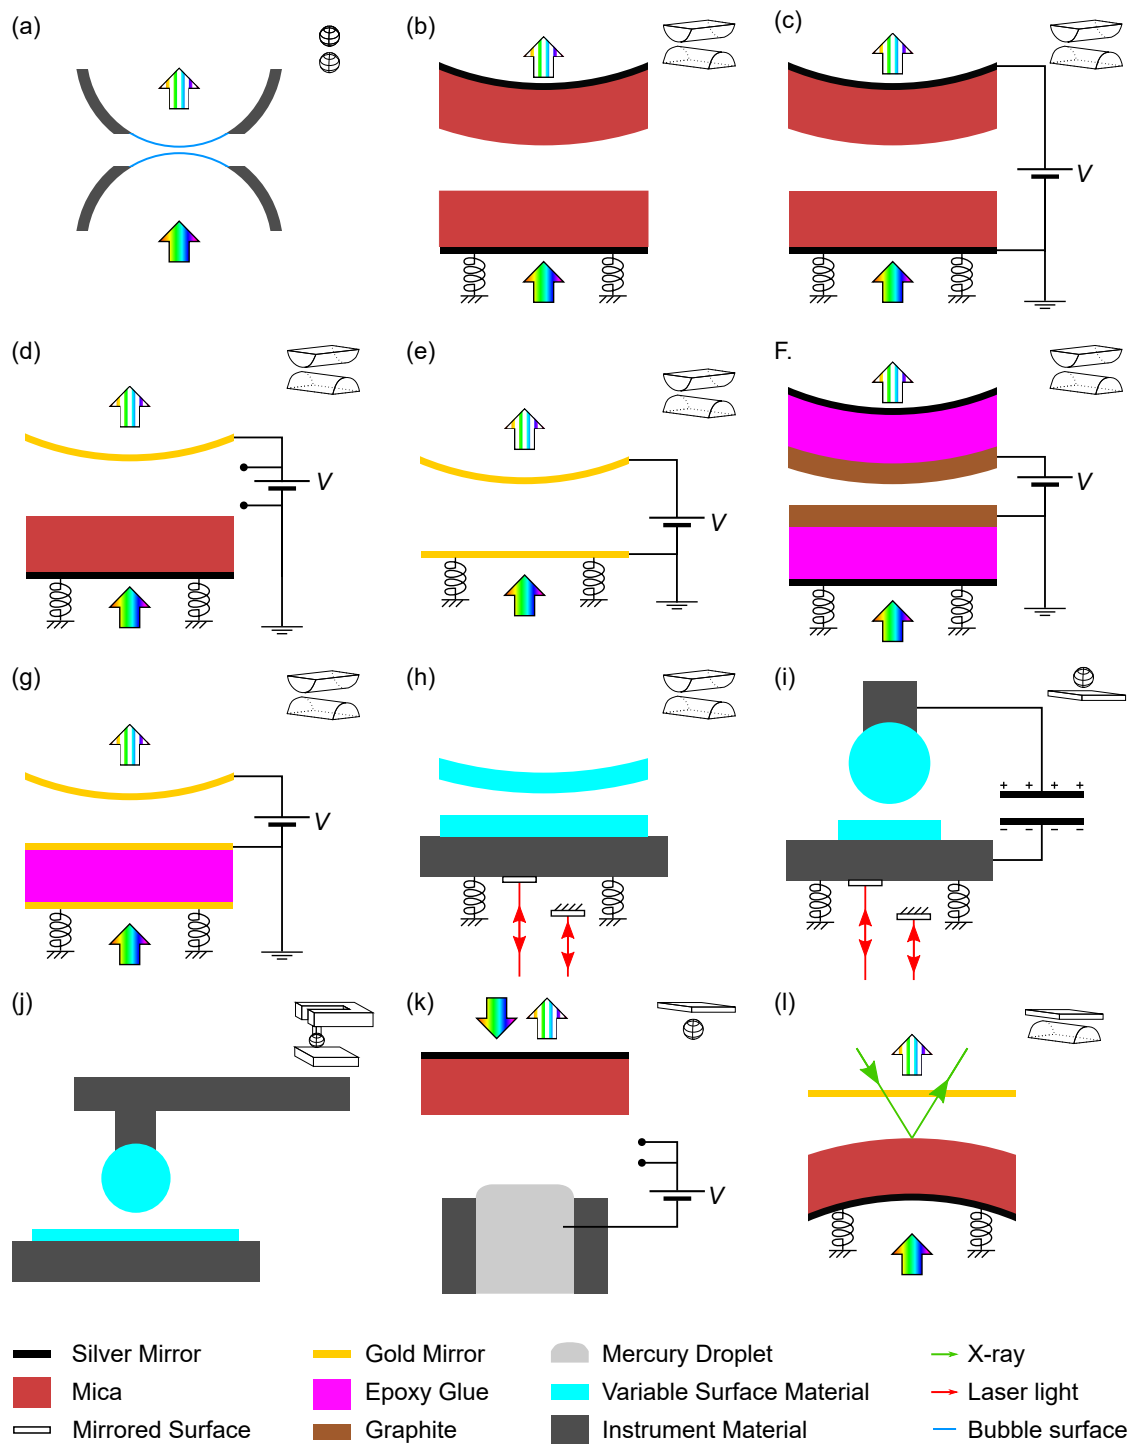 (a)
(b)
(c)
V
(d)
V
(e)
V
F.
V
(g)
V
(h)
(i)
+ + + +
− − − −
(j)
(k)
V
(l)
Silver Mirror
Gold Mirror
Mercury Droplet
X-ray
Mica
Epoxy Glue
Variable Surface Material
Laser light
Mirrored Surface
Graphite
Instrument Material
Bubble surface